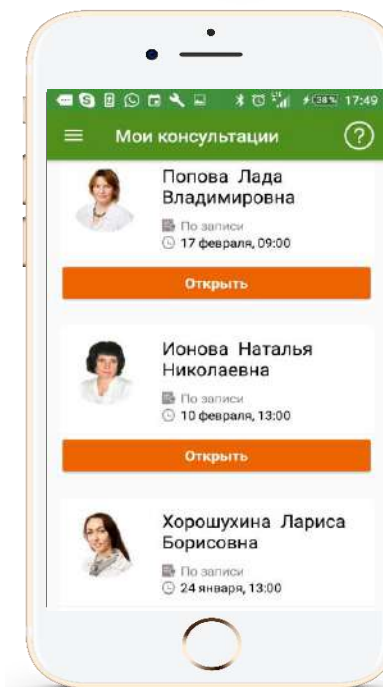 38%
17:49
Мои консультации
?
Попова Лада
Владимировна
По записи
17 февраля, 09:00
Открыть
Ионова Наталья
Николаевна
По записи
10 февраля, 13:00
Открыть
Хорошухина Лариса
Борисовна
По записи
24 января, 13:00